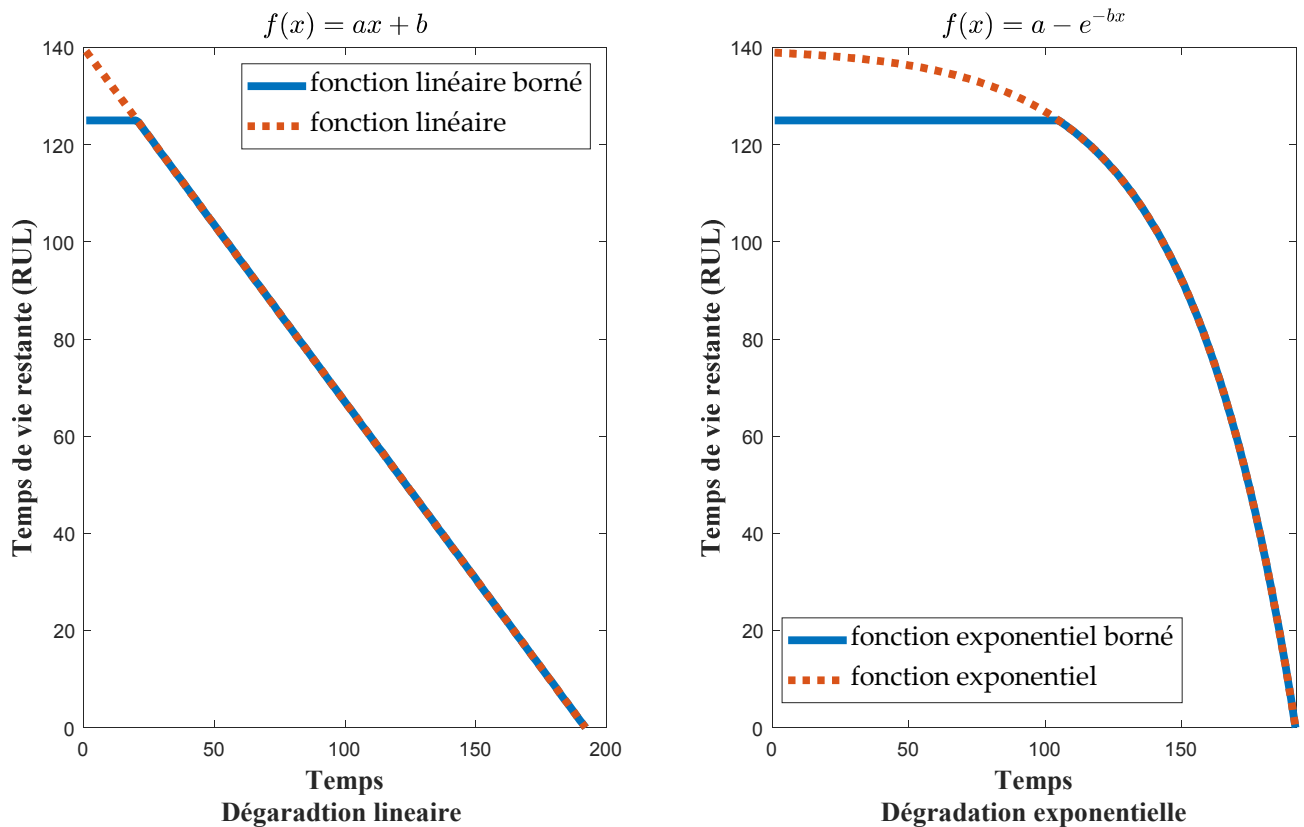 f(x) = ax + b
140
120
100
80
60
40
20
0
Temps de vie restante (RUL)
fonction linéaire borné
fonction linéaire
0 50 100 150 200
Temps
Dégaradtion lineaire
f(x) = a − e^{−bx}
140
120
100
80
60
40
20
0
Temps de vie restante (RUL)
fonction exponentiel borné
fonction exponentiel
0 50 100 150
Temps
Dégradation exponentielle